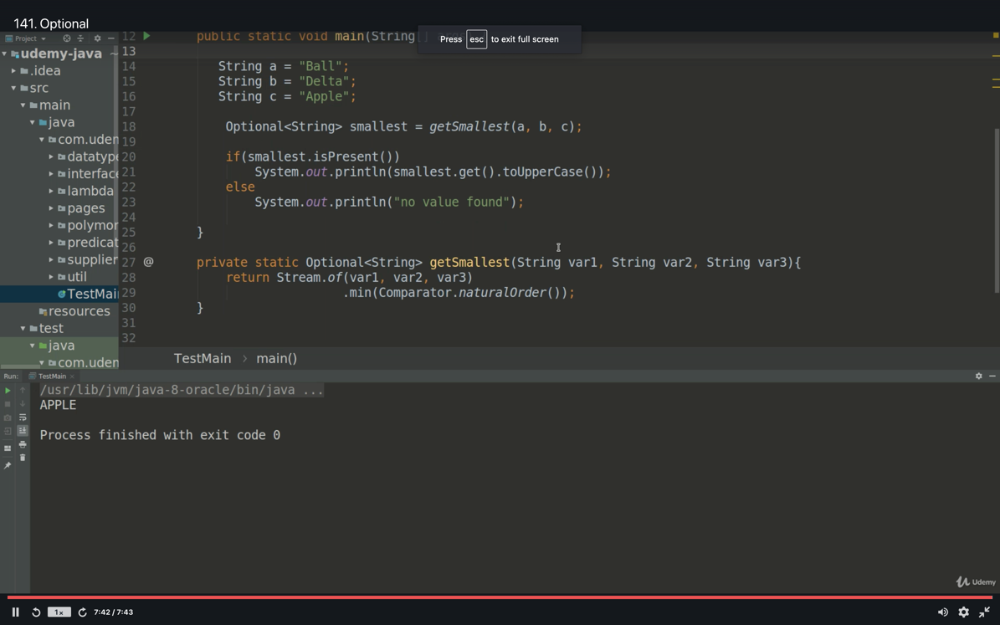 141. Optional
Press esc to exit full screen
Project
udemy-java
.idea
src
main
java
com.uden
datatyp
interfac
lambda
pages
polymor
predicat
supplier
util
TestMai
resources
test
java
com.uden
12 public static void main(String
13
14 String a = "Ball";
15 String b = "Delta";
16 String c = "Apple";
17
18 Optional<String> smallest = getSmallest(a, b, c);
19
20 if(smallest.isPresent())
21 System.out.println(smallest.get().toUpperCase());
22 else
23 System.out.println("no value found");
24
25 }
26
27 @ private static Optional<String> getSmallest(String var1, String var2, String var3){
28 return Stream.of(var1, var2, var3)
29 .min(Comparator.naturalOrder());
30 }
31
32
TestMain › main()
Run: TestMain
/usr/lib/jvm/java-8-oracle/bin/java ...
APPLE
Process finished with exit code 0
Udemy
1x 7:42 / 7:43